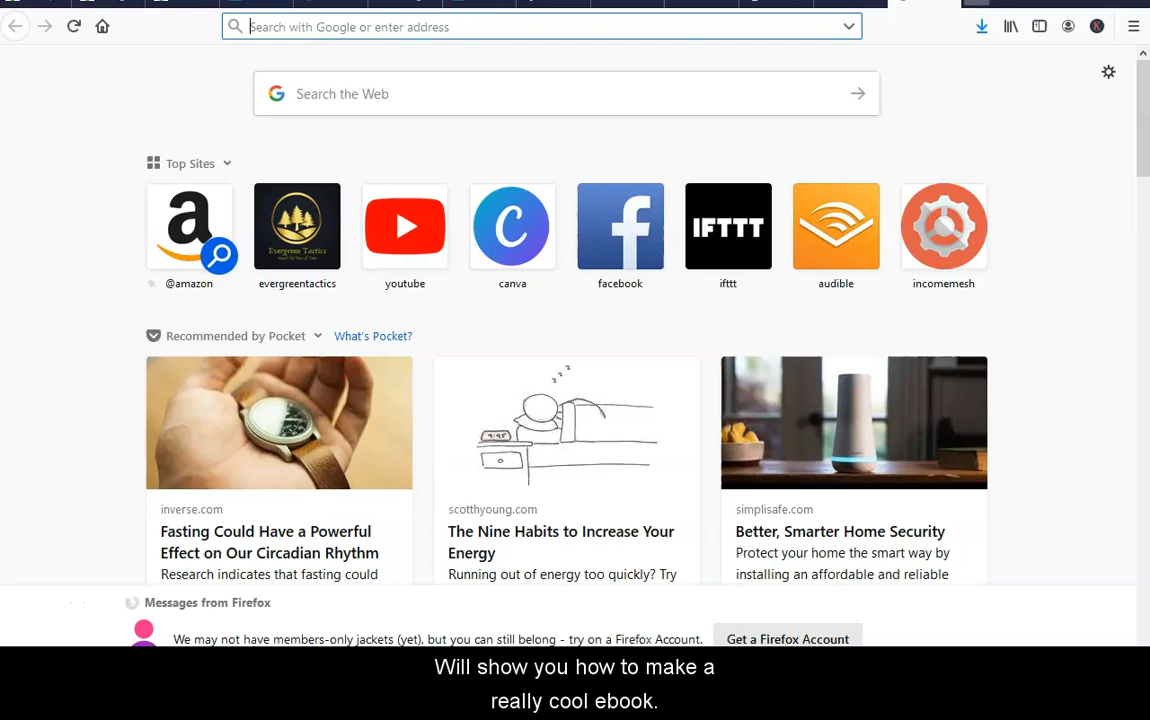 Search with Google or enter address
K
Search the Web
Top Sites
a
Evergreen Tactics
C
f
IFTTT
@amazon
evergreentactics
youtube
canva
facebook
ifttt
audible
incomemesh
Recommended by Pocket
What's Pocket?
z z z
inverse.com
Fasting Could Have a Powerful
Effect on Our Circadian Rhythm
Research indicates that fasting could
scotthyoung.com
The Nine Habits to Increase Your
Energy
Running out of energy too quickly? Try
simplisafe.com
Better, Smarter Home Security
Protect your home the smart way by
installing an affordable and reliable
Messages from Firefox
We may not have members-only jackets (yet), but you can still belong - try on a Firefox Account.
Get a Firefox Account
Will show you how to make a
really cool ebook.